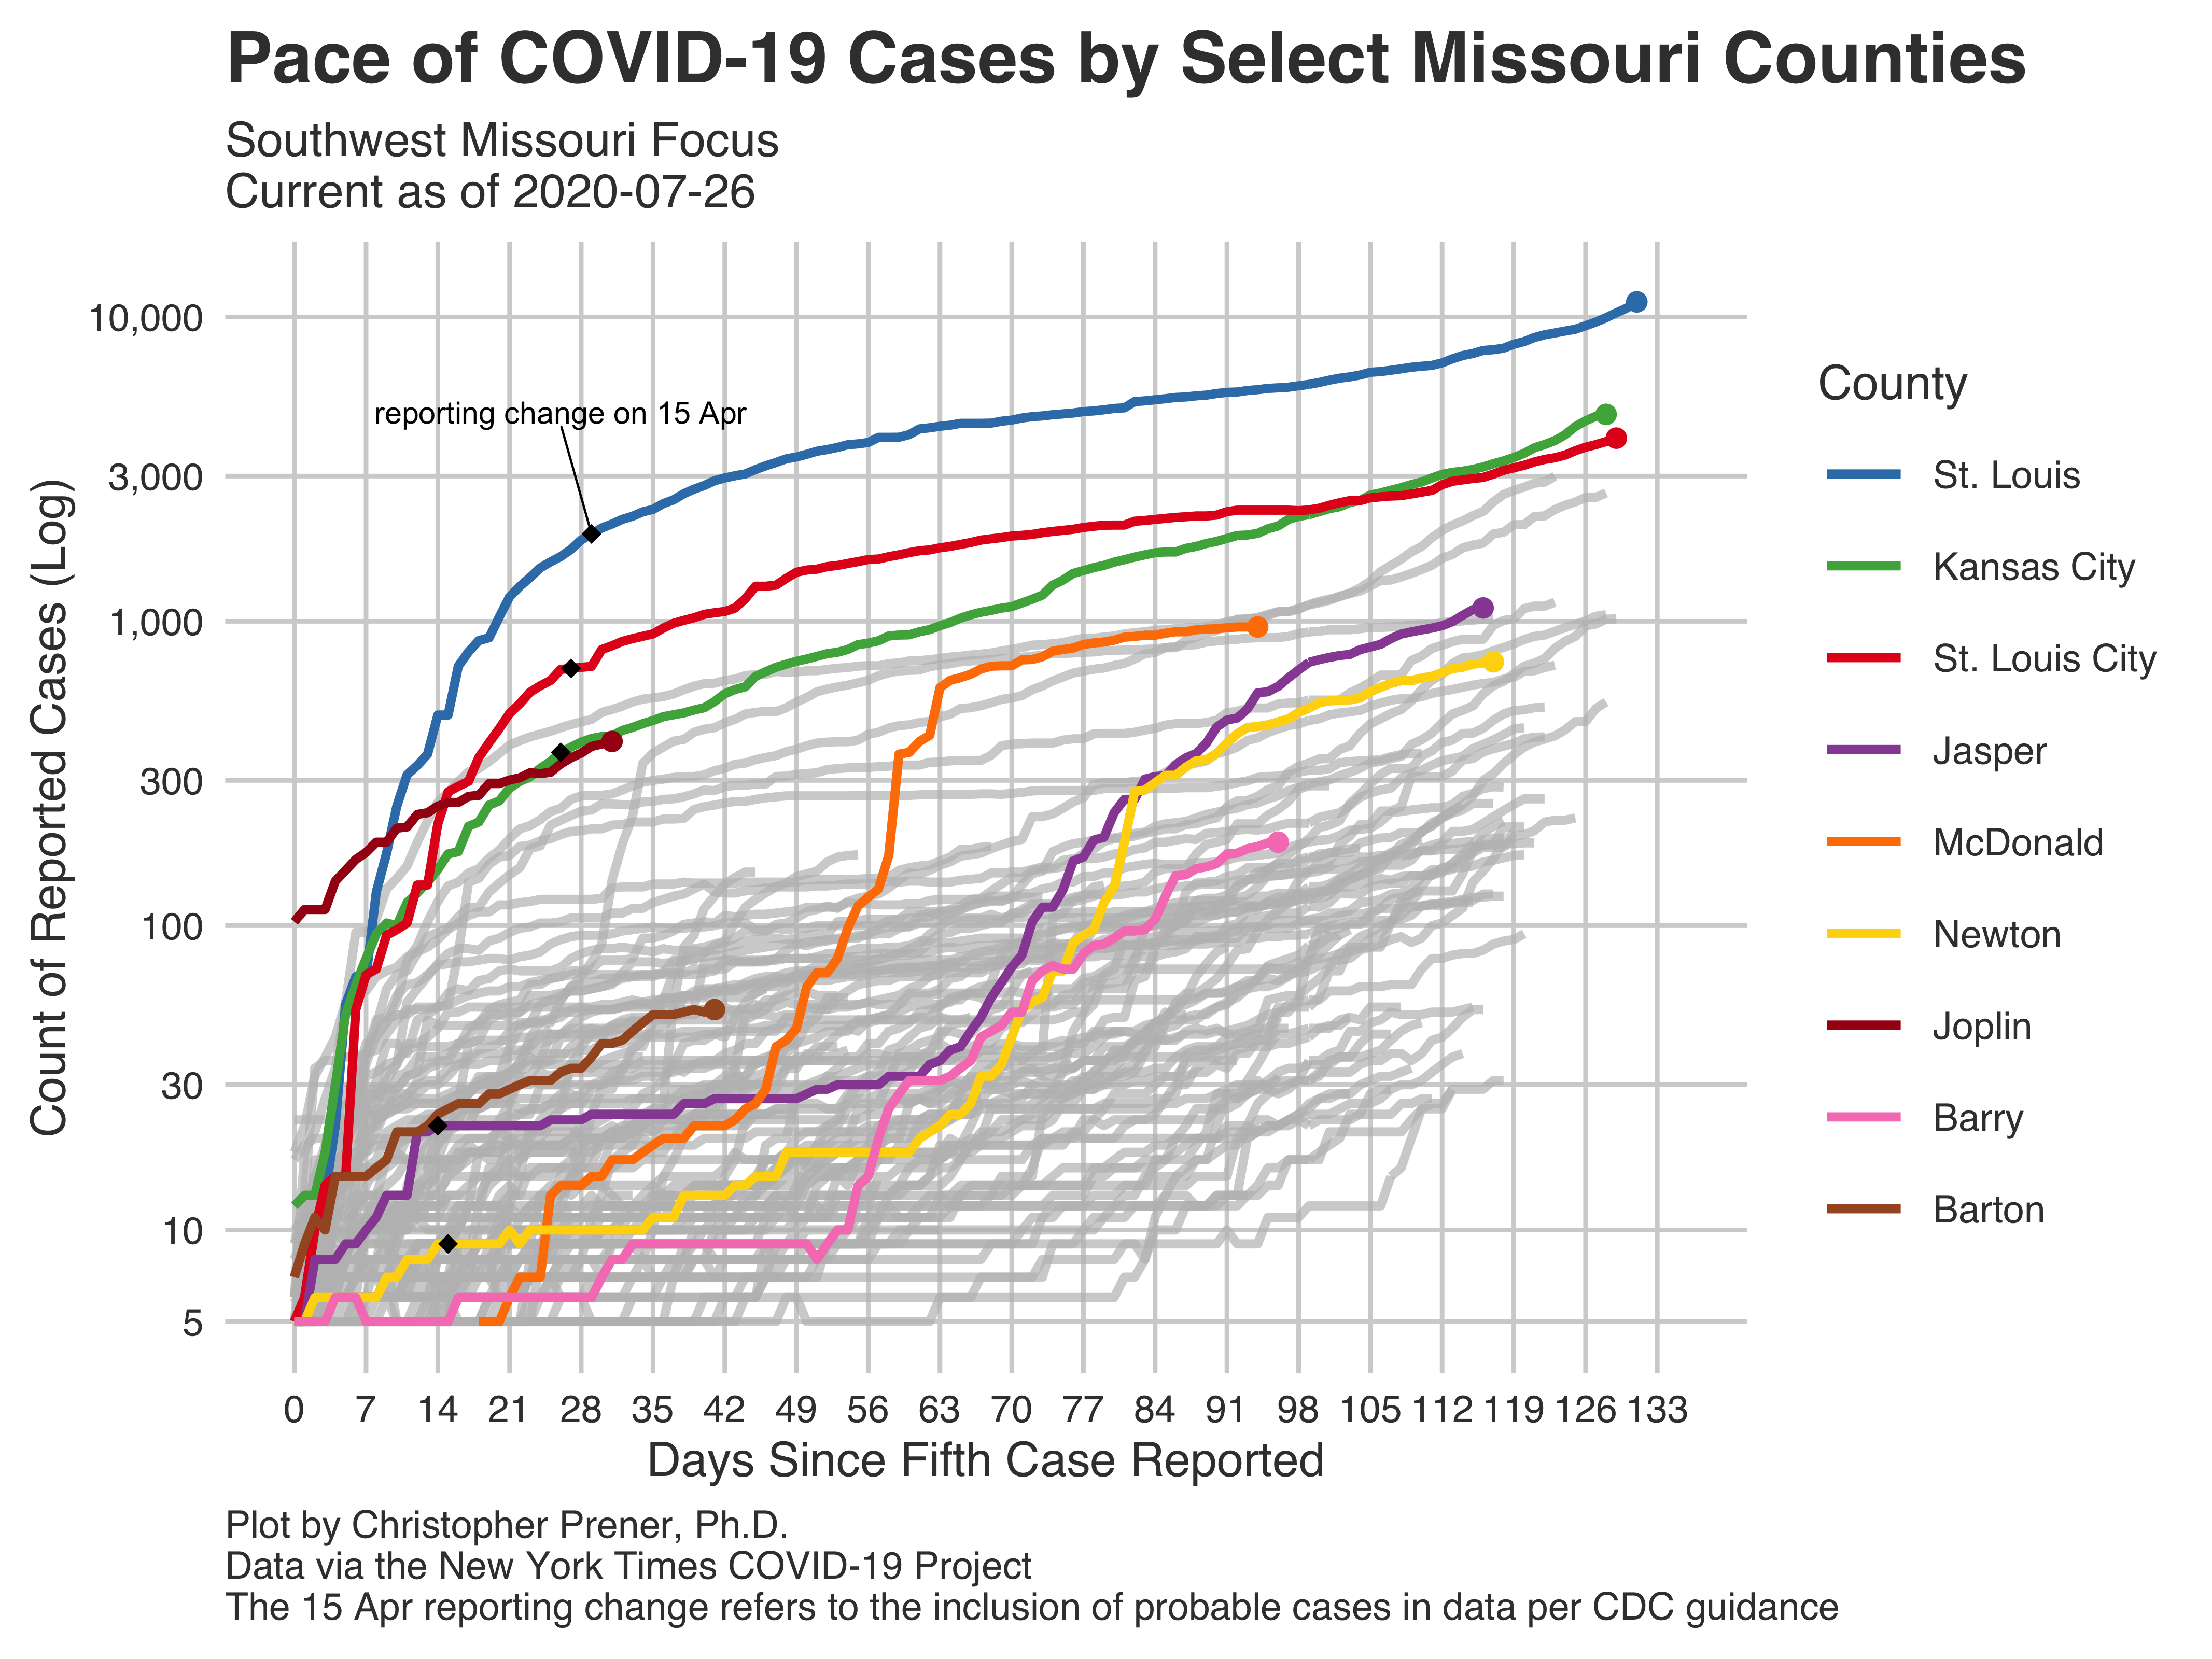 Pace of COVID-19 Cases by Select Missouri Counties
Southwest Missouri Focus
Current as of 2020-07-26
Count of Reported Cases (Log)
10,000
3,000
1,000
300
100
30
10
5
reporting change on 15 Apr
0 7 14 21 28 35 42 49 56 63 70 77 84 91 98 105 112 119 126 133
Days Since Fifth Case Reported
County
St. Louis
Kansas City
St. Louis City
Jasper
McDonald
Newton
Joplin
Barry
Barton
Plot by Christopher Prener, Ph.D.
Data via the New York Times COVID-19 Project
The 15 Apr reporting change refers to the inclusion of probable cases in data per CDC guidance